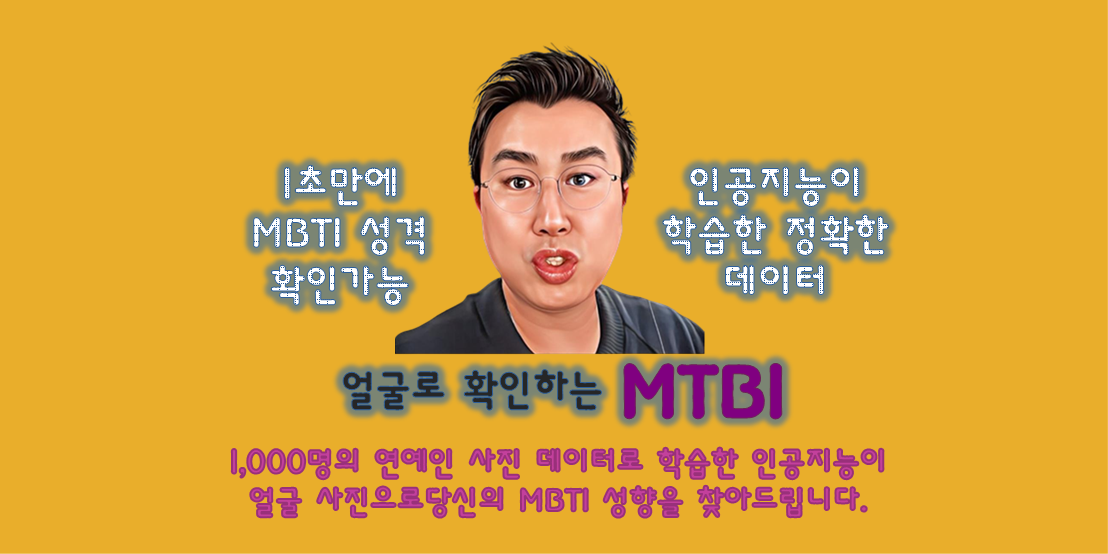 1초만에
MBTI 성격
확인가능
인공지능이
학습한 정확한
데이터
얼굴로 확인하는 MTBI
1,000명의 연예인 사진 데이터로 학습한 인공지능이
얼굴 사진으로당신의 MBTI 성향을 찾아드립니다.